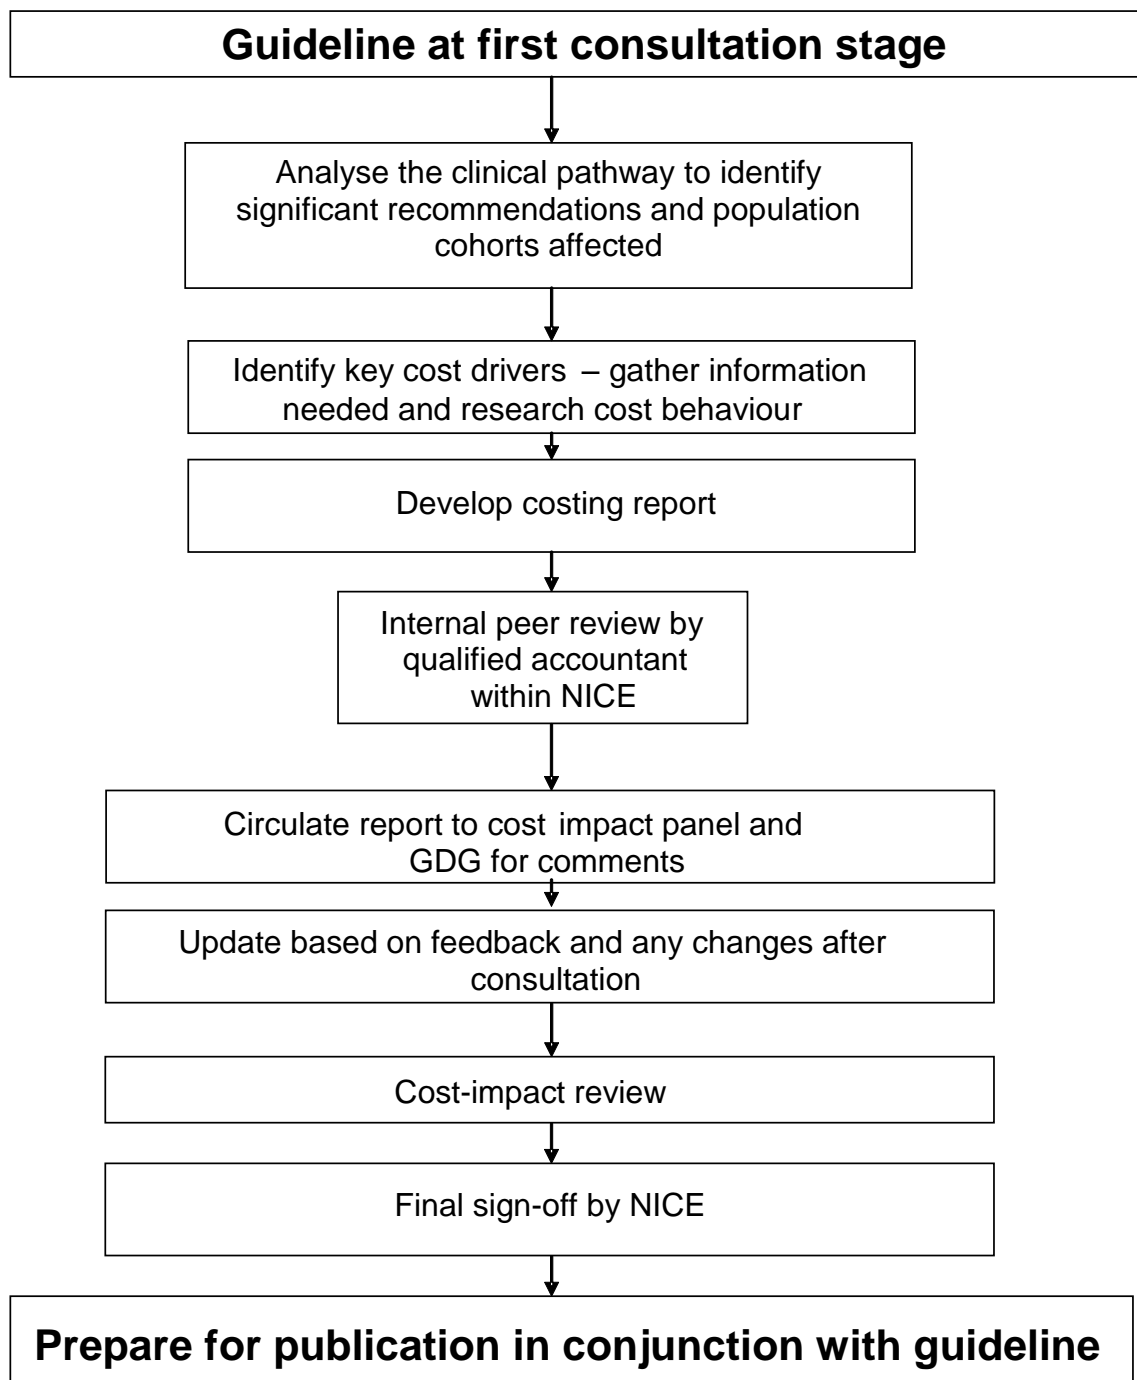 Guideline at first consultation stage
Analyse the clinical pathway to identify
significant recommendations and population
cohorts affected
Identify key cost drivers – gather information
needed and research cost behaviour
Develop costing report
Internal peer review by
qualified accountant
within NICE
Circulate report to cost impact panel and
GDG for comments
Update based on feedback and any changes after
consultation
Cost-impact review
Final sign-off by NICE
Prepare for publication in conjunction with guideline